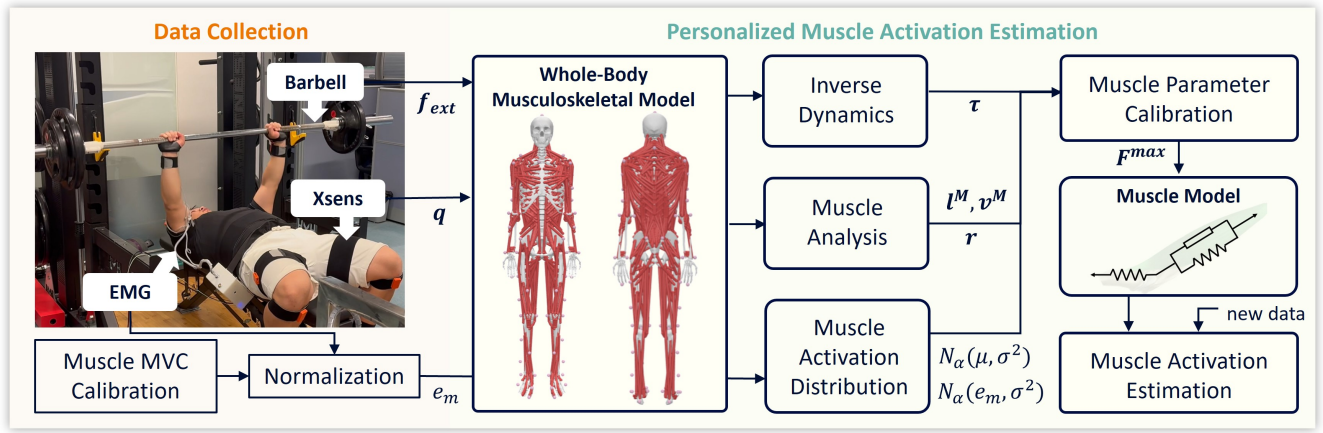 Data Collection
Personalized Muscle Activation Estimation
Barbell
Xsens
EMG
Muscle MVC
Calibration
Normalization
f_ext
q
e_m
Whole-Body
Musculoskeletal Model
Inverse
Dynamics
τ
Muscle
Analysis
l^M, v^M
r
Muscle
Activation
Distribution
N_α(μ, σ²)
N_α(e_m, σ²)
Muscle Parameter
Calibration
F^max
Muscle Model
new data
Muscle Activation
Estimation